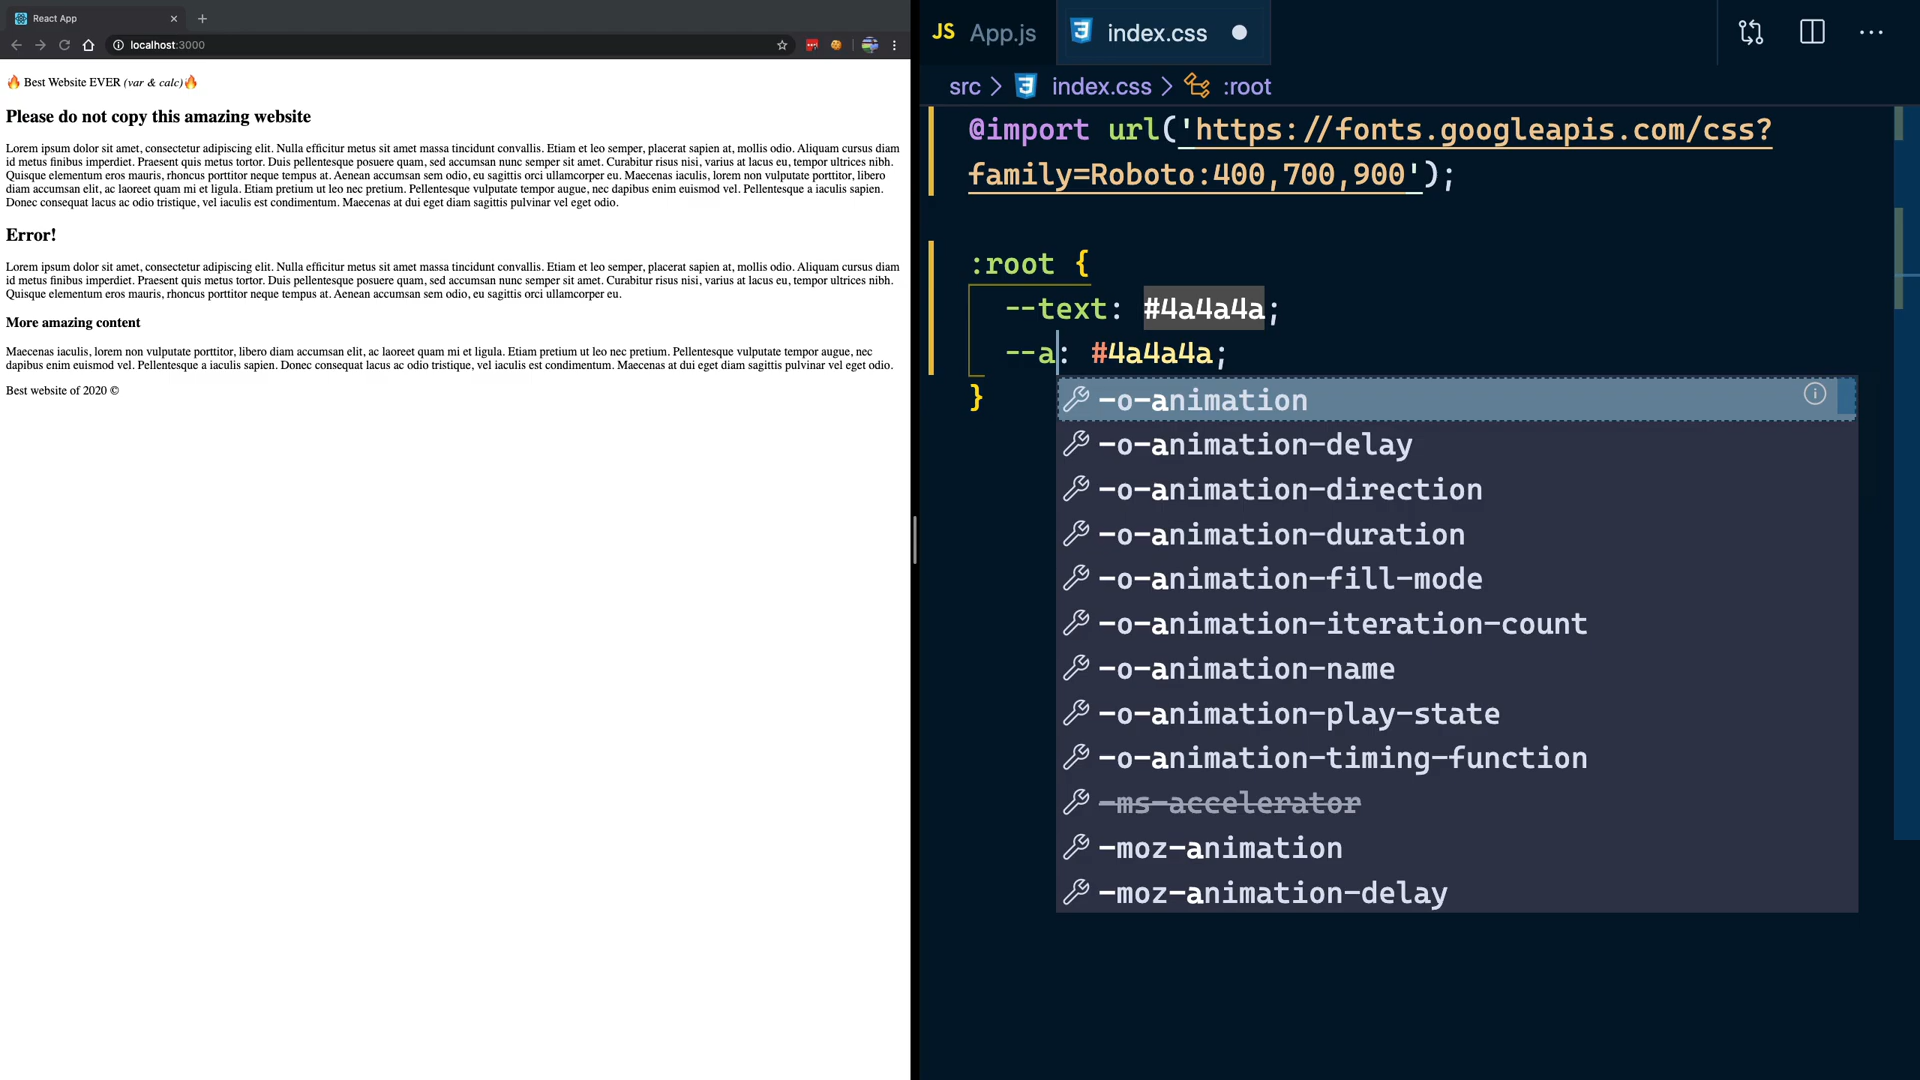 React App
localhost:3000
🔥 Best Website EVER (var & calc)🔥
Please do not copy this amazing website
Lorem ipsum dolor sit amet, consectetur adipiscing elit. Nulla efficitur metus sit amet massa tincidunt convallis. Etiam et leo semper, placerat sapien at, mollis odio. Aliquam cursus diam
id metus finibus imperdiet. Praesent quis metus tortor. Duis pellentesque posuere quam, sed accumsan nunc semper sit amet. Curabitur risus nisi, varius at lacus eu, tempor ultrices nibh.
Quisque elementum eros mauris, rhoncus porttitor neque tempus at. Aenean accumsan sem odio, eu sagittis orci ullamcorper eu. Maecenas iaculis, lorem non vulputate porttitor, libero
diam accumsan elit, ac laoreet quam mi et ligula. Etiam pretium ut leo nec pretium. Pellentesque vulputate tempor augue, nec dapibus enim euismod vel. Pellentesque a iaculis sapien.
Donec consequat lacus ac odio tristique, vel iaculis est condimentum. Maecenas at dui eget diam sagittis pulvinar vel eget odio.
Error!
Lorem ipsum dolor sit amet, consectetur adipiscing elit. Nulla efficitur metus sit amet massa tincidunt convallis. Etiam et leo semper, placerat sapien at, mollis odio. Aliquam cursus diam
id metus finibus imperdiet. Praesent quis metus tortor. Duis pellentesque posuere quam, sed accumsan nunc semper sit amet. Curabitur risus nisi, varius at lacus eu, tempor ultrices nibh.
Quisque elementum eros mauris, rhoncus porttitor neque tempus at. Aenean accumsan sem odio, eu sagittis orci ullamcorper eu.
More amazing content
Maecenas iaculis, lorem non vulputate porttitor, libero diam accumsan elit, ac laoreet quam mi et ligula. Etiam pretium ut leo nec pretium. Pellentesque vulputate tempor augue, nec
dapibus enim euismod vel. Pellentesque a iaculis sapien. Donec consequat lacus ac odio tristique, vel iaculis est condimentum. Maecenas at dui eget diam sagittis pulvinar vel eget odio.
Best website of 2020 ©
JS App.js
index.css
src > index.css > :root
@import url('https://fonts.googleapis.com/css?
family=Roboto:400,700,900');
:root {
--text: #4a4a4a;
--a: #4a4a4a;
}
-o-animation
-o-animation-delay
-o-animation-direction
-o-animation-duration
-o-animation-fill-mode
-o-animation-iteration-count
-o-animation-name
-o-animation-play-state
-o-animation-timing-function
-ms-accelerator
-moz-animation
-moz-animation-delay